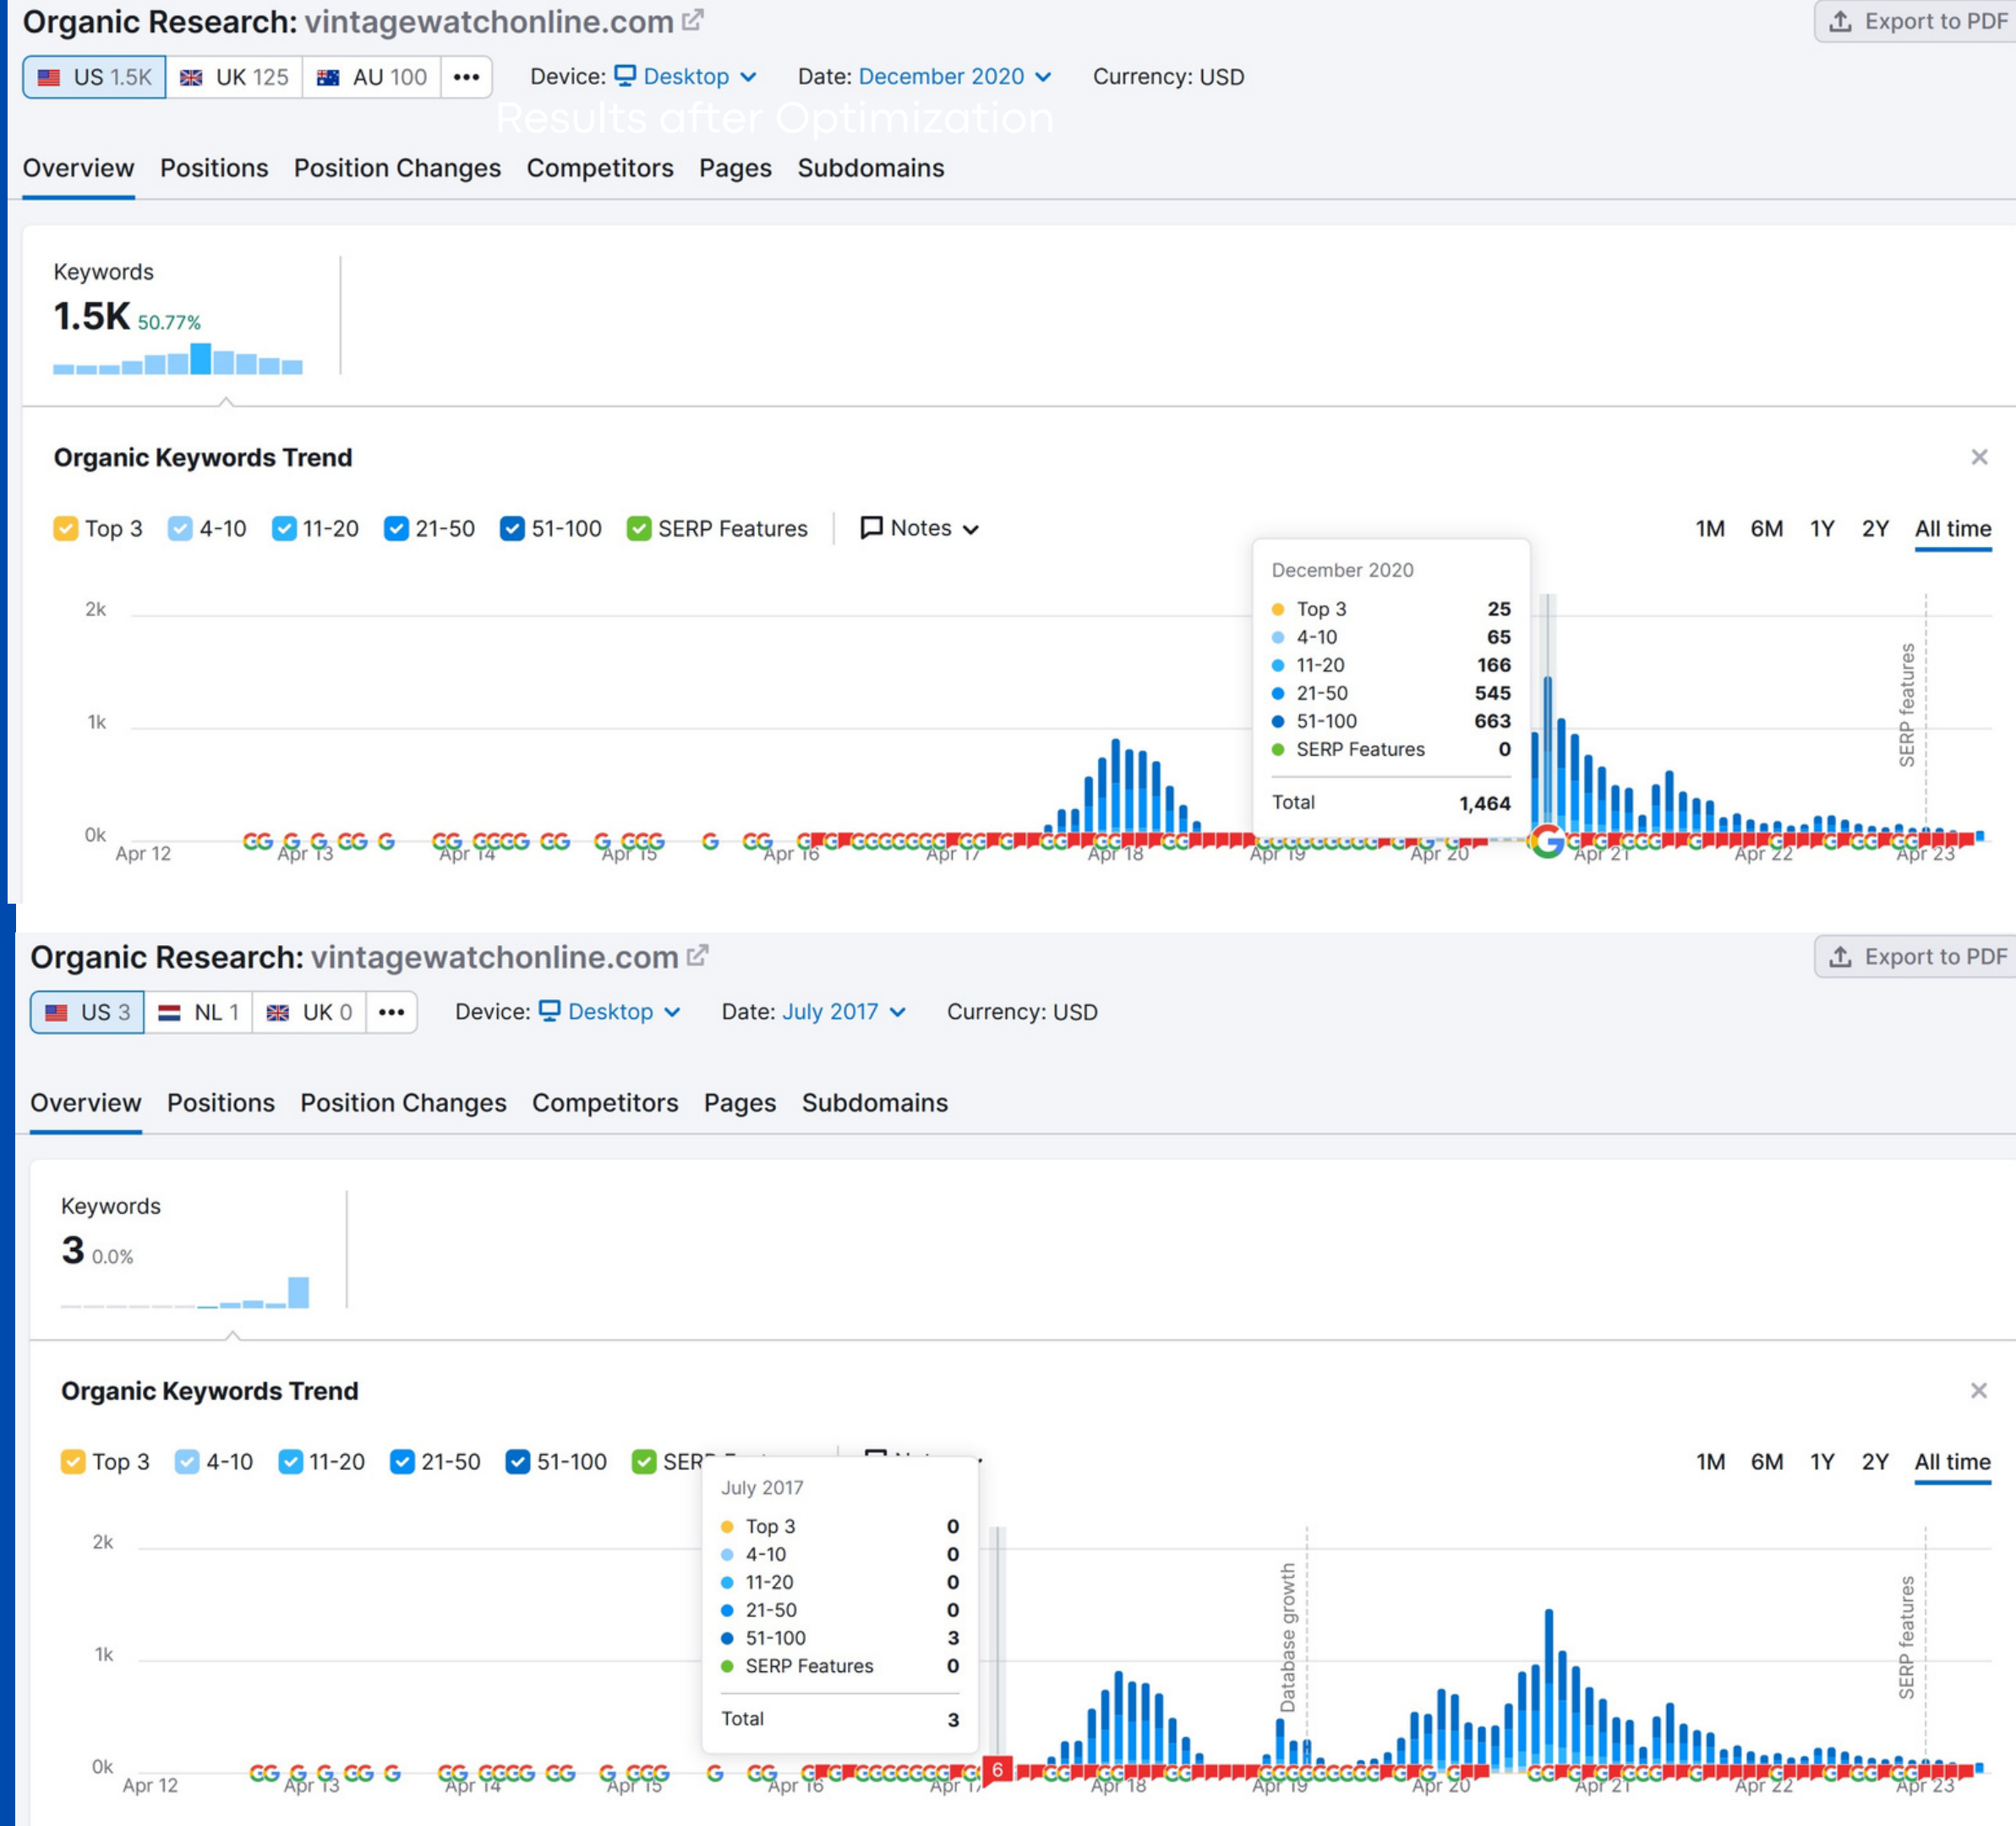 Organic Research: vintagewatchonline.com
Export to PDF
US 1.5K UK 125 AU 100 ••• Device: Desktop Date: December 2020 Currency: USD
Results after Optimization
Overview Positions Position Changes Competitors Pages Subdomains
Keywords
1.5K 50.77%
Organic Keywords Trend
Top 3 4-10 11-20 21-50 51-100 SERP Features Notes 1M 6M 1Y 2Y All time
December 2020
Top 3 25
4-10 65
11-20 166
21-50 545
51-100 663
SERP Features 0
Total 1,464
2k
1k
0k
SERP features
Apr 12 Apr 13 Apr 14 Apr 15 Apr 16 Apr 17 Apr 18 Apr 19 Apr 20 Apr 21 Apr 22 Apr 23
Organic Research: vintagewatchonline.com
Export to PDF
US 3 NL 1 UK 0 ••• Device: Desktop Date: July 2017 Currency: USD
Overview Positions Position Changes Competitors Pages Subdomains
Keywords
3 0.0%
Organic Keywords Trend
Top 3 4-10 11-20 21-50 51-100 SER 1M 6M 1Y 2Y All time
July 2017
Top 3 0
4-10 0
11-20 0
21-50 0
51-100 3
SERP Features 0
Total 3
2k
1k
0k
Database growth
SERP features
6
Apr 12 Apr 13 Apr 14 Apr 15 Apr 16 Apr 17 Apr 18 Apr 19 Apr 20 Apr 21 Apr 22 Apr 23